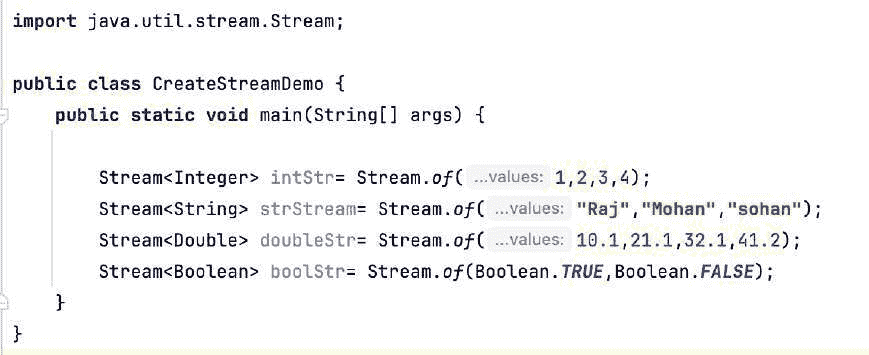 import java.util.stream.Stream;
public class CreateStreamDemo {
public static void main(String[] args) {
Stream<Integer> intStr= Stream.of( ...values: 1,2,3,4);
Stream<String> strStream= Stream.of( ...values: "Raj","Mohan","sohan");
Stream<Double> doubleStr= Stream.of( ...values: 10.1,21.1,32.1,41.2);
Stream<Boolean> boolStr= Stream.of(Boolean.TRUE,Boolean.FALSE);
}
}